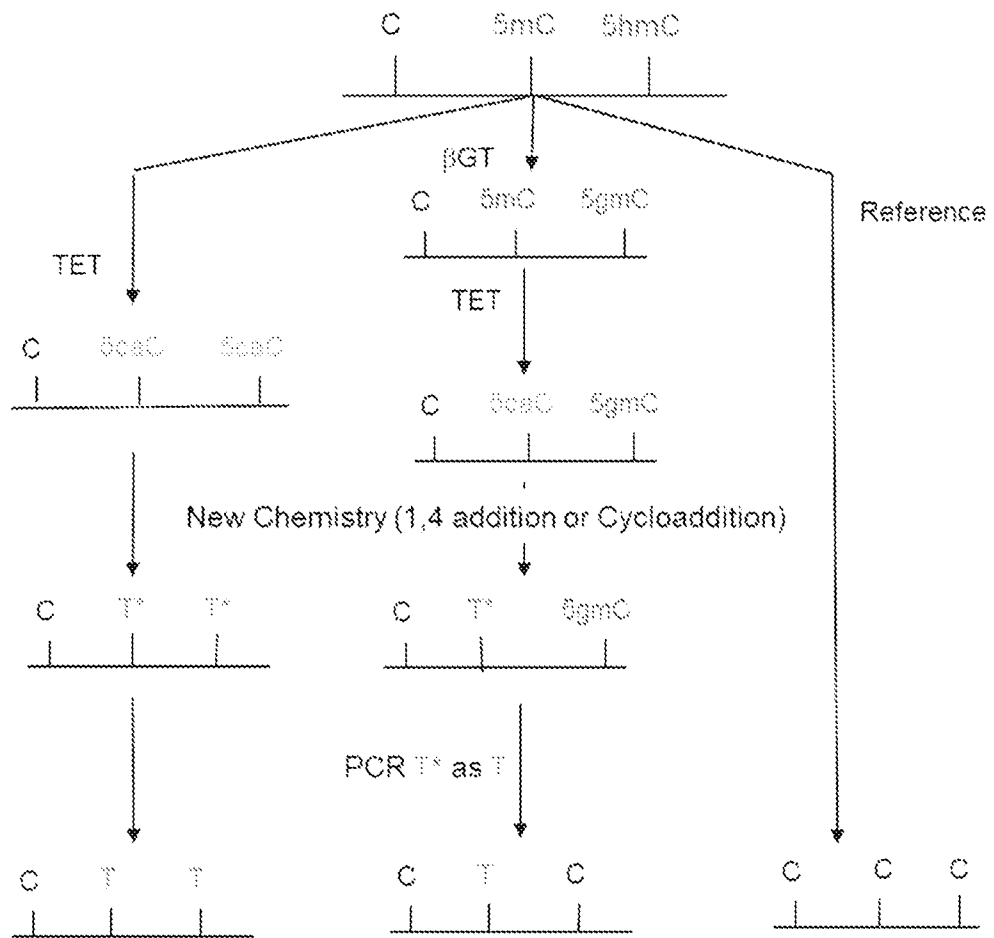 C 5mC 5hmC
βGT
C 5mC 5gmC
Reference
TET
TET
C 5caC 5caC
C 5caC 5gmC
New Chemistry (1,4 addition or Cycloaddition)
C T* T*
C T* 5gmC
PCR T* as T
C T T
C T C
C C C